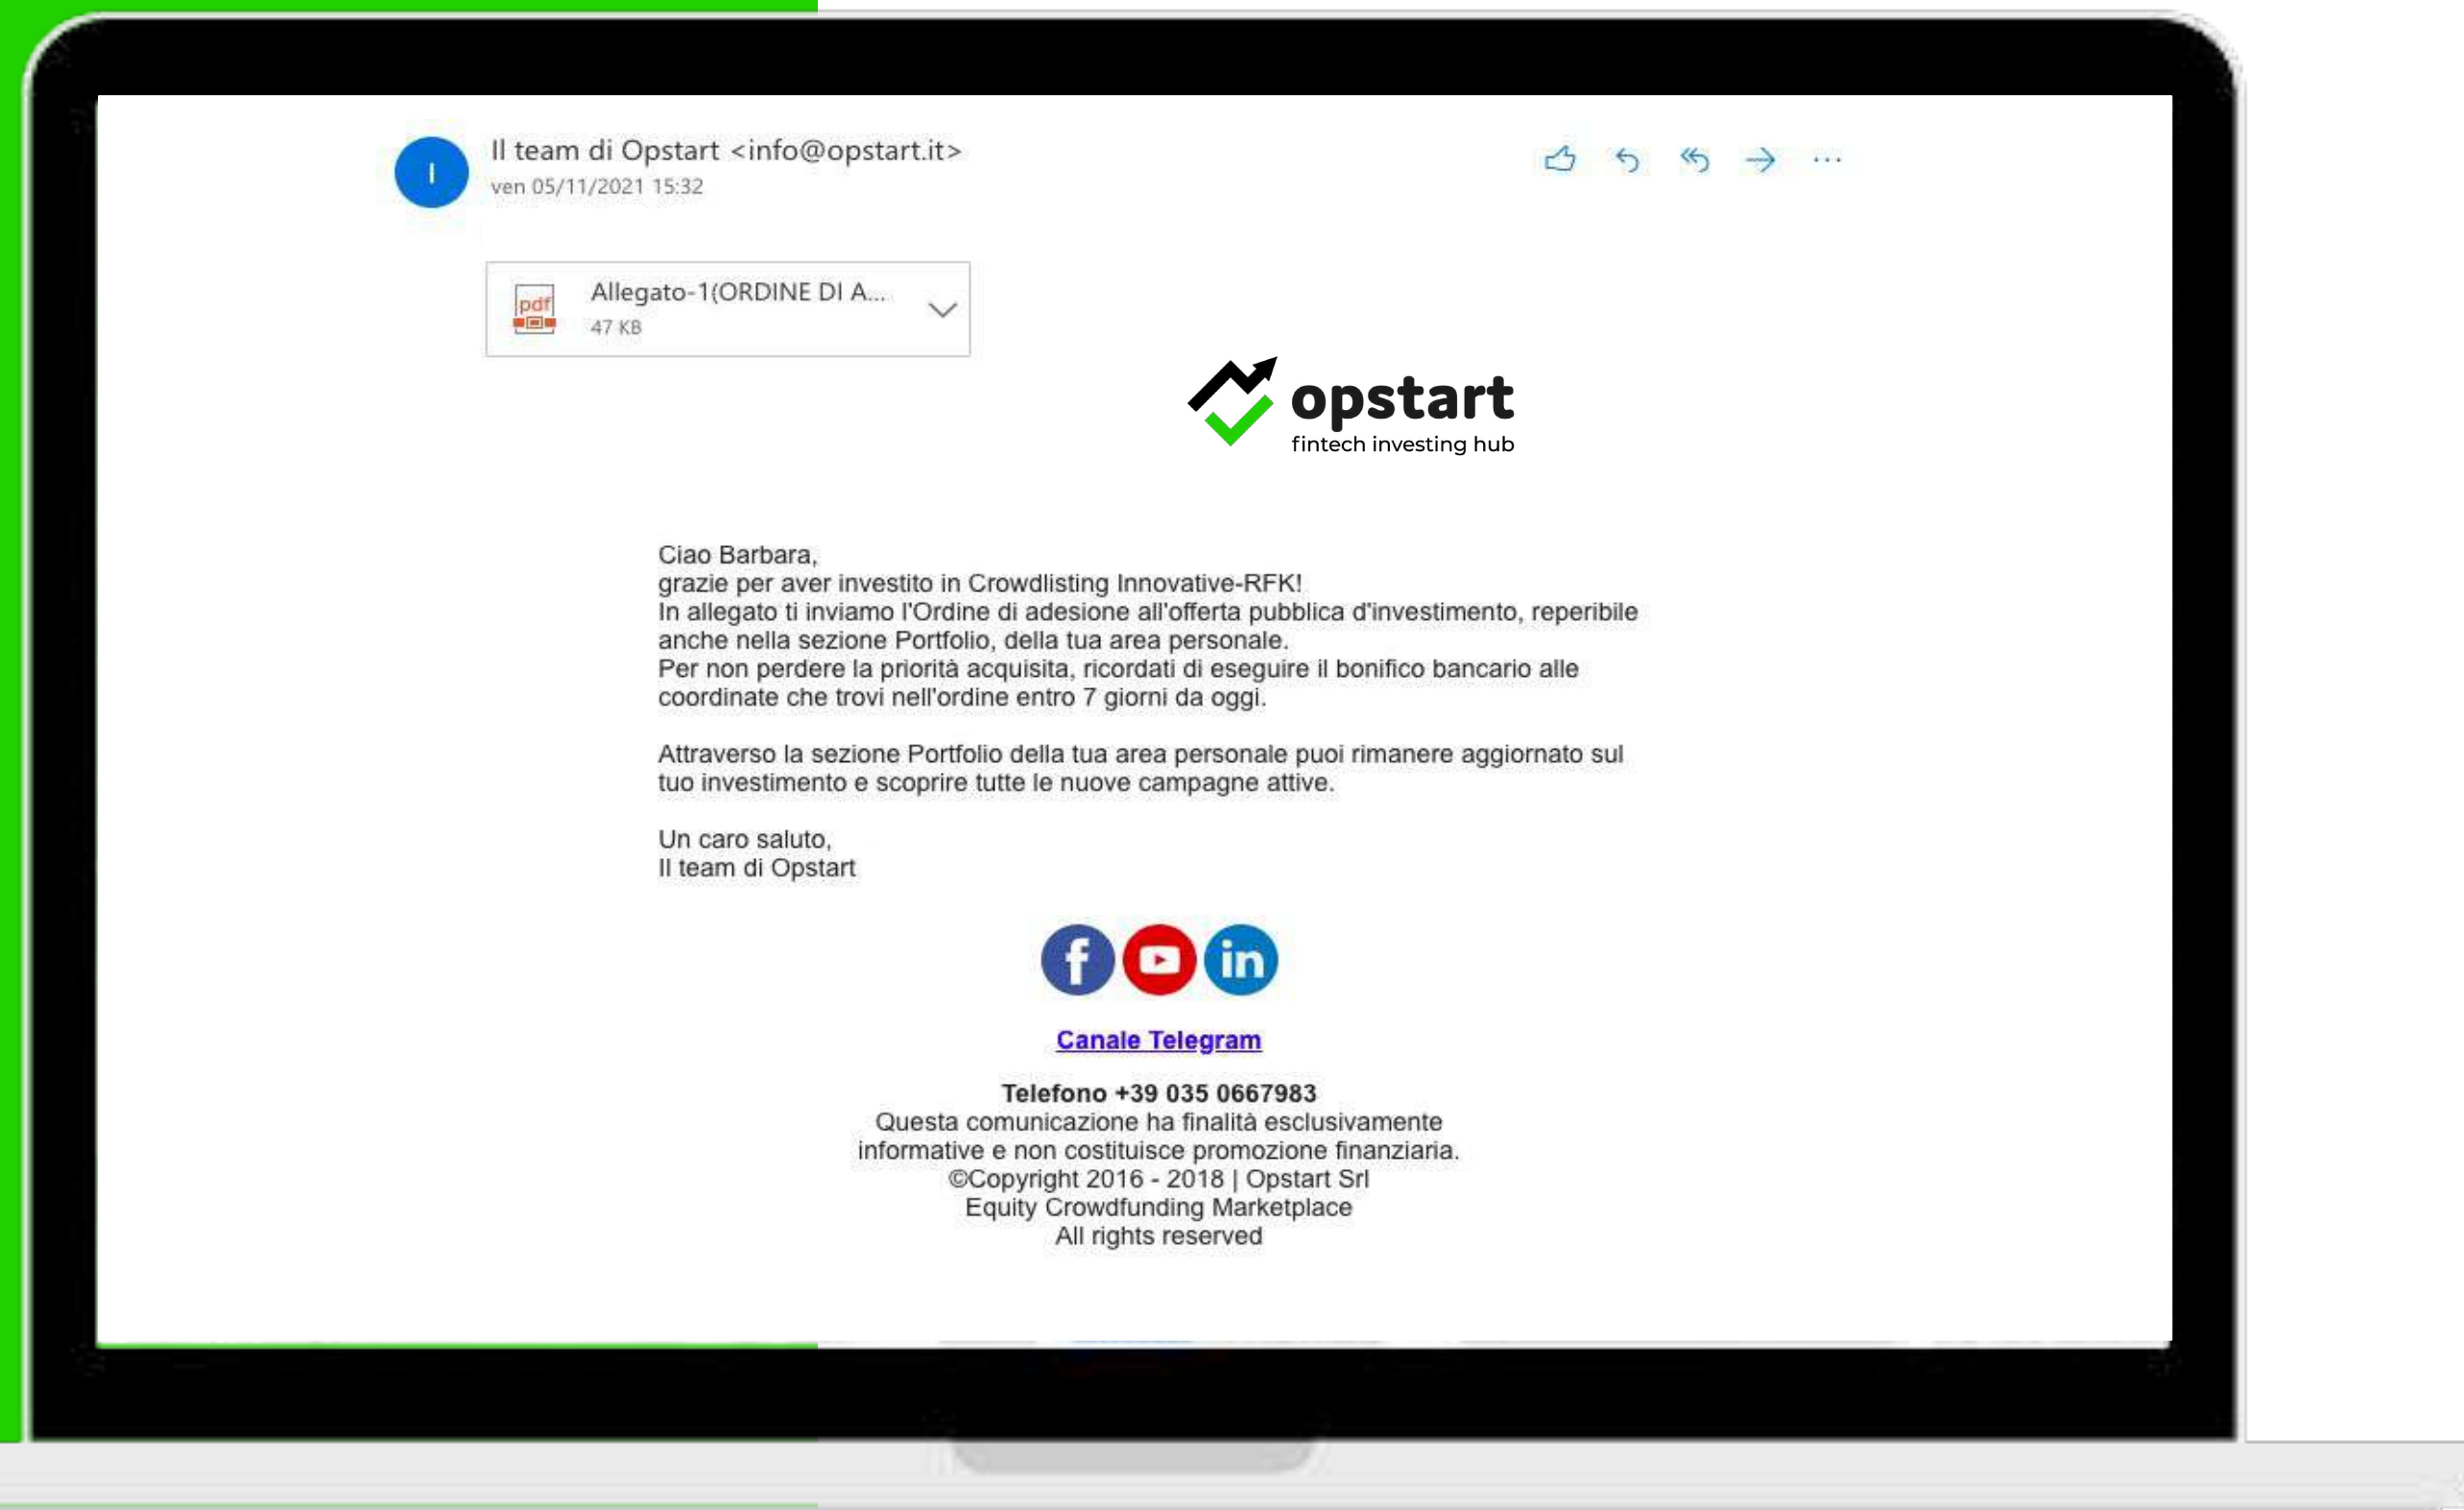 I
Il team di Opstart <info@opstart.it>
ven 05/11/2021 15:32
pdf
Allegato-1(ORDINE DI A...
47 KB
opstart
fintech investing hub
Ciao Barbara,
grazie per aver investito in Crowdlisting Innovative-RFK!
In allegato ti inviamo l'Ordine di adesione all'offerta pubblica d'investimento, reperibile
anche nella sezione Portfolio, della tua area personale.
Per non perdere la priorità acquisita, ricordati di eseguire il bonifico bancario alle
coordinate che trovi nell'ordine entro 7 giorni da oggi.
Attraverso la sezione Portfolio della tua area personale puoi rimanere aggiornato sul
tuo investimento e scoprire tutte le nuove campagne attive.
Un caro saluto,
Il team di Opstart
f in
Canale Telegram
Telefono +39 035 0667983
Questa comunicazione ha finalità esclusivamente
informative e non costituisce promozione finanziaria.
©Copyright 2016 - 2018 | Opstart Srl
Equity Crowdfunding Marketplace
All rights reserved